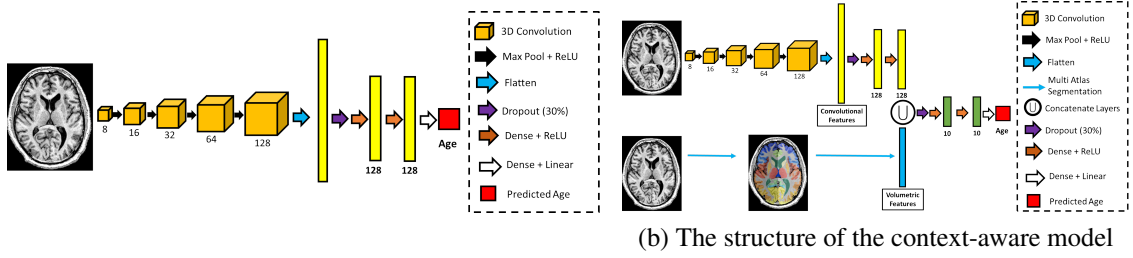 8
16
32
64
128
128
128
Age
3D Convolution
Max Pool + ReLU
Flatten
Dropout (30%)
Dense + ReLU
Dense + Linear
Predicted Age
8
16
32
64
128
Convolutional
Features
128
128
U
Concatenate Layers
10
10
Age
Volumetric
Features
3D Convolution
Max Pool + ReLU
Flatten
Multi Atlas
Segmentation
U
Dropout (30%)
Dense + ReLU
Dense + Linear
Predicted Age
(b) The structure of the context-aware model